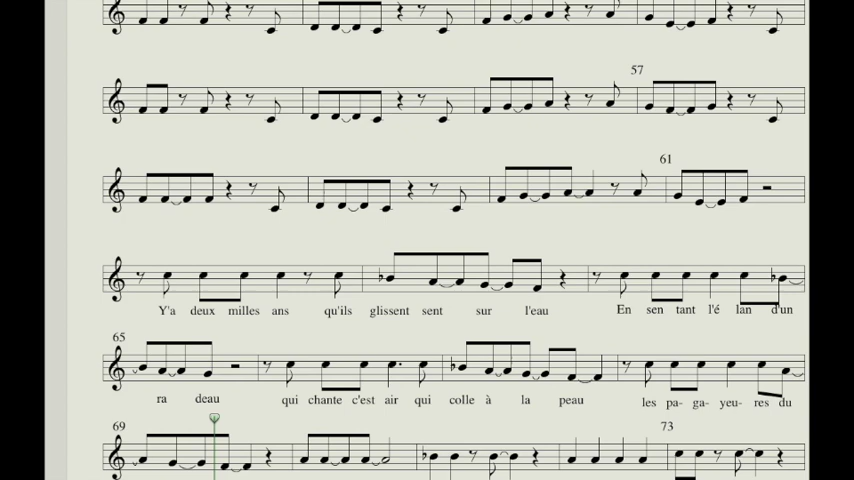 57
61
Y'a deux milles ans qu'ils glissent sent sur l'eau En sen tant l'é lan d'un
65
ra deau qui chante c'est air qui colle à la peau les pa- ga- yeu- res du
69 73